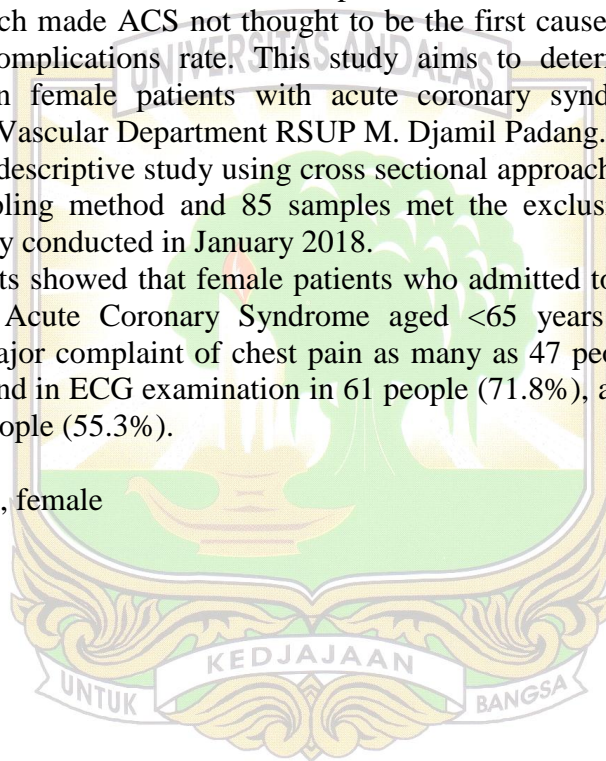 ch made ACS not thought to be the first cause
omplications rate. This study aims to deter
n female patients with acute coronary synd
Vascular Department RSUP M. Djamil Padang.
descriptive study using cross sectional approach
pling method and 85 samples met the exclus
y conducted in January 2018.
ts showed that female patients who admitted to
Acute Coronary Syndrome aged <65 years
ajor complaint of chest pain as many as 47 pe
nd in ECG examination in 61 people (71.8%), a
ople (55.3%).
, female
UNIVERSITAS ANDALAS
KEDJAJAAN
UNTUK BANGSA